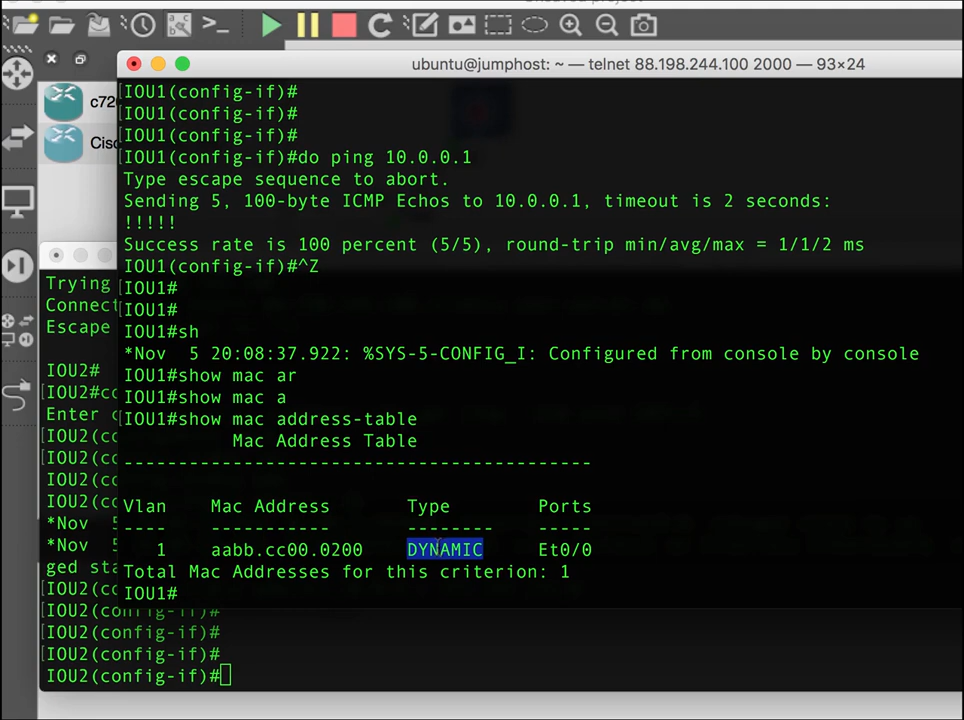 ubuntu@jumphost: ~ — telnet 88.198.244.100 2000 — 93×24
c72
Cisc
[IOU1(config-if)#
[IOU1(config-if)#
[IOU1(config-if)#
[IOU1(config-if)#do ping 10.0.0.1
Type escape sequence to abort.
Sending 5, 100-byte ICMP Echos to 10.0.0.1, timeout is 2 seconds:
!!!!!
Success rate is 100 percent (5/5), round-trip min/avg/max = 1/1/2 ms
IOU1(config-if)#^Z
[IOU1#
[IOU1#
IOU1#sh
*Nov  5 20:08:37.922: %SYS-5-CONFIG_I: Configured from console by console
IOU1#show mac ar
IOU1#show mac a
[IOU1#show mac address-table
Mac Address Table
-------------------------------------------
Vlan    Mac Address       Type        Ports
----    -----------       --------    -----
1    aabb.cc00.0200    DYNAMIC     Et0/0
Total Mac Addresses for this criterion: 1
IOU1#
Trying
Connect
Escape
IOU2#
[IOU2#co
Enter
[IOU2(co
[IOU2(co
[IOU2(co
[IOU2(co
*Nov  5
*Nov  5
ged sta
[IOU2(co
[IOU2(config-if)#
[IOU2(config-if)#
[IOU2(config-if)#
IOU2(config-if)#